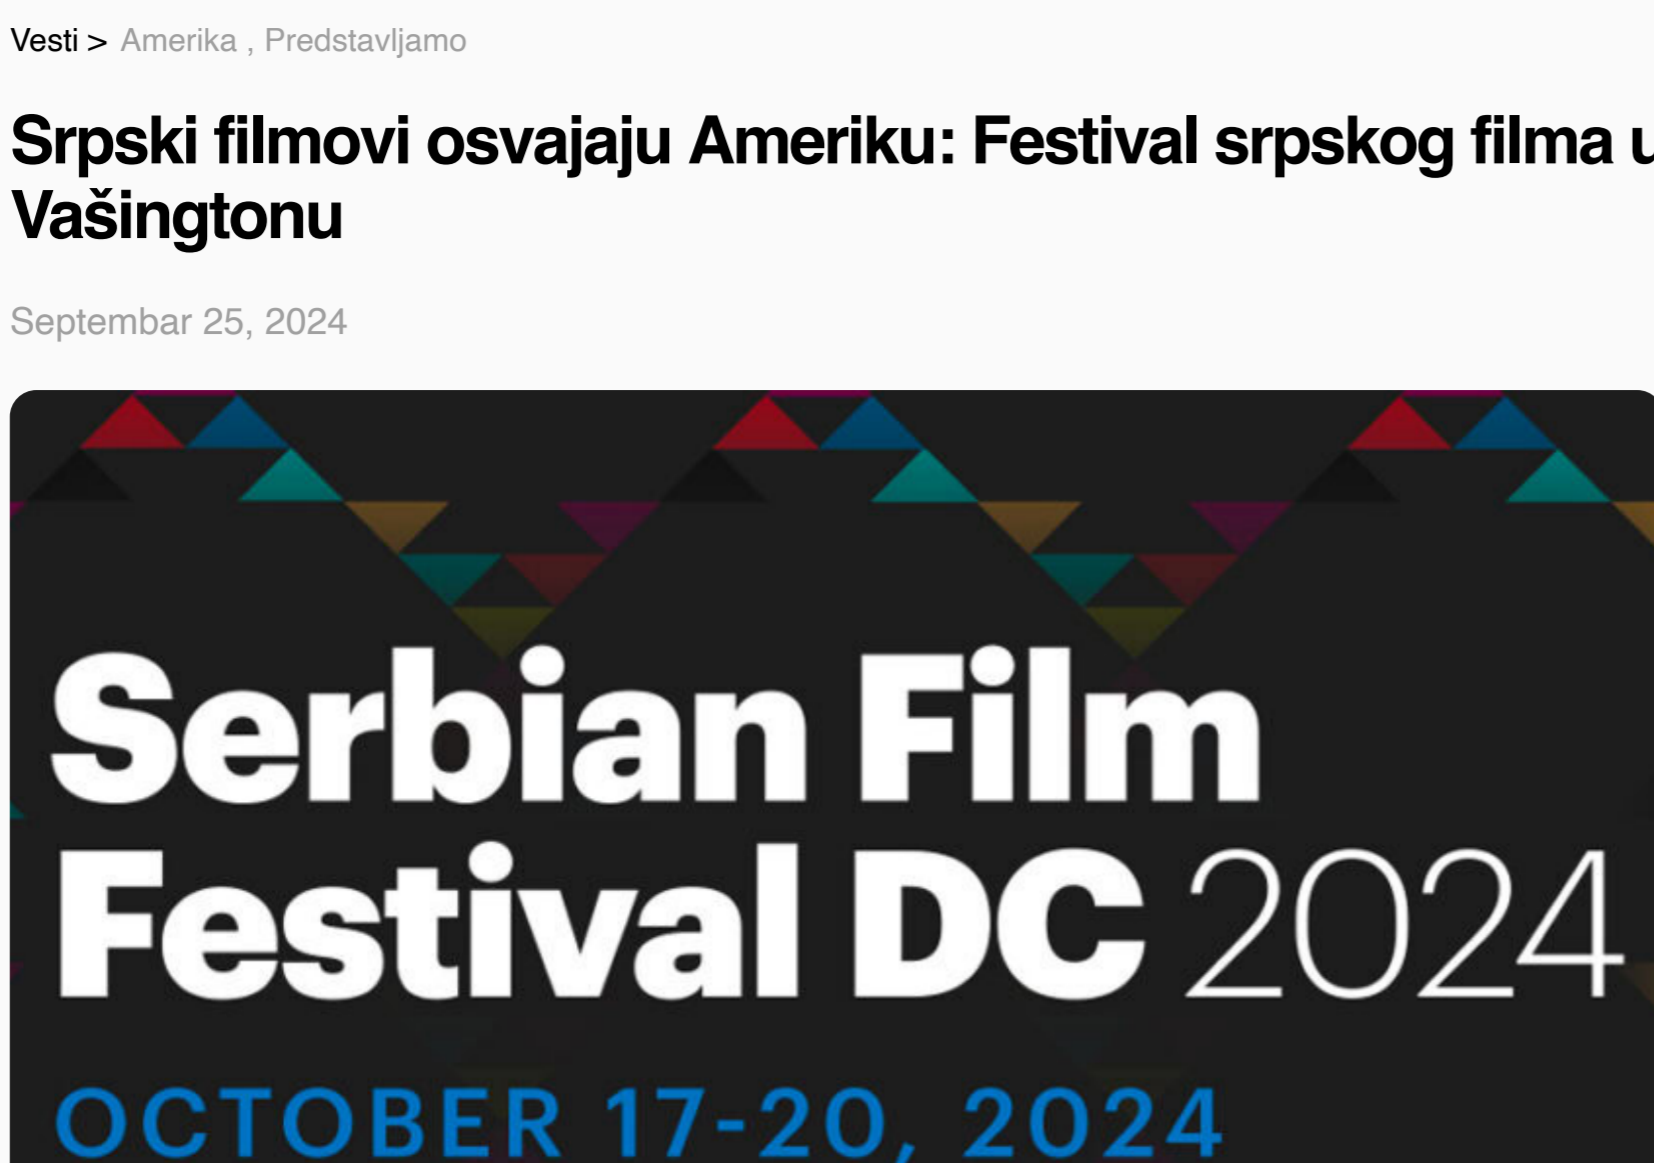 Vesti > Amerika , Predstavljamo
Srpski filmovi osvajaju Ameriku: Festival srpskog filma u
Vašingtonu
Septembar 25, 2024
Serbian Film
Festival DC 2024
OCTOBER 17-20, 2024